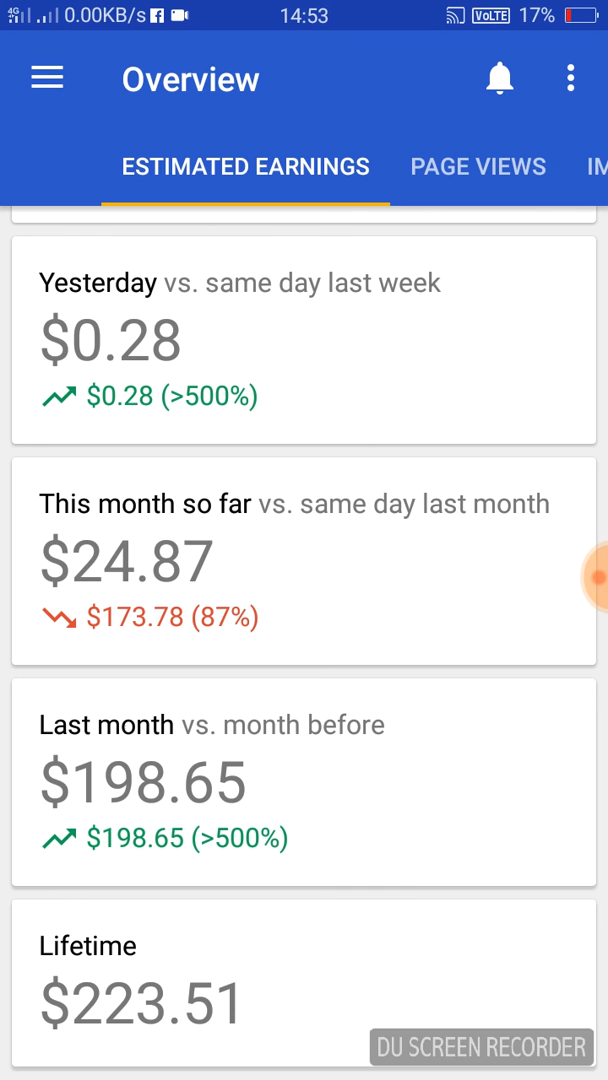 4G 0.00KB/s 14:53 VoLTE 17%
Overview
ESTIMATED EARNINGS PAGE VIEWS IM
Yesterday vs. same day last week
$0.28
$0.28 (>500%)
This month so far vs. same day last month
$24.87
$173.78 (87%)
Last month vs. month before
$198.65
$198.65 (>500%)
Lifetime
$223.51
DU SCREEN RECORDER